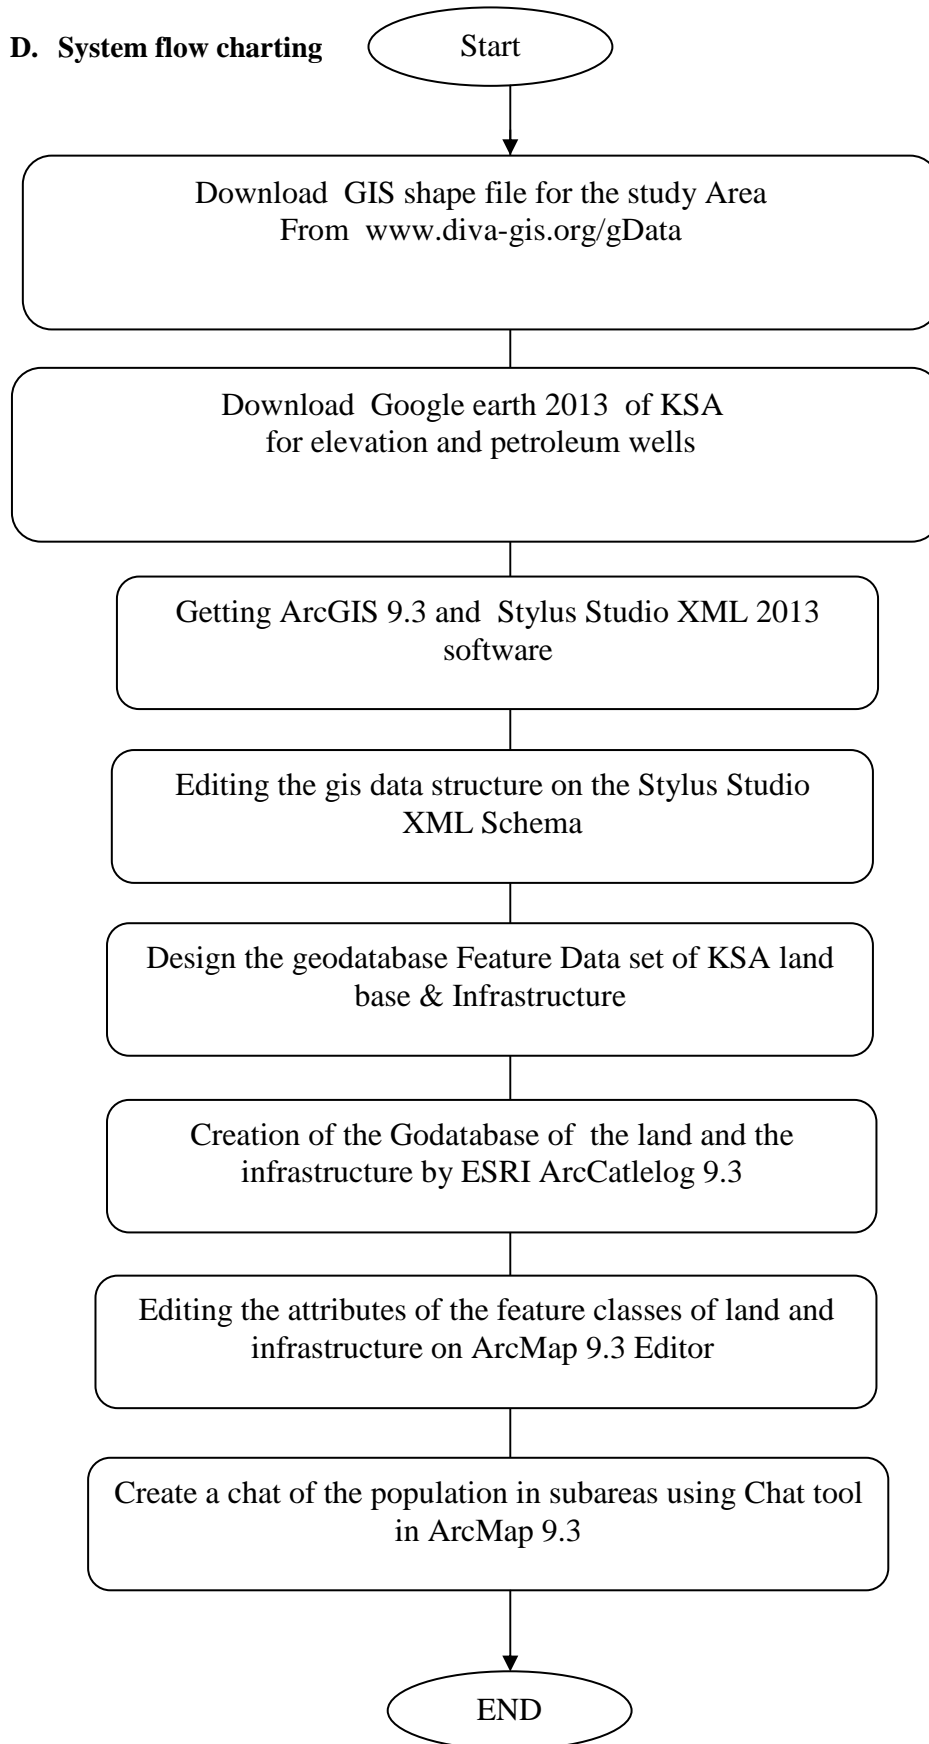 D. System flow charting
Start
Download GIS shape file for the study Area
From www.diva-gis.org/gData
Download Google earth 2013 of KSA
for elevation and petroleum wells
Getting ArcGIS 9.3 and Stylus Studio XML 2013
software
Editing the gis data structure on the Stylus Studio
XML Schema
Design the geodatabase Feature Data set of KSA land
base & Infrastructure
Creation of the Godatabase of the land and the
infrastructure by ESRI ArcCatlelog 9.3
Editing the attributes of the feature classes of land and
infrastructure on ArcMap 9.3 Editor
Create a chat of the population in subareas using Chat tool
in ArcMap 9.3
END